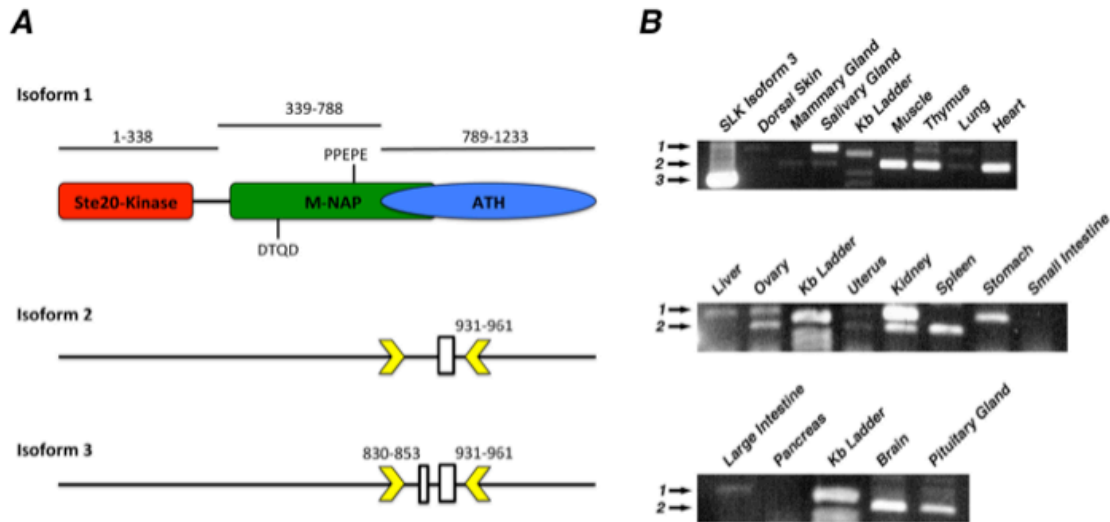 A
Isoform 1
339-788
1-338
789-1233
PPEPE
Ste20-Kinase
M-NAP
ATH
DTQD
Isoform 2
931-961
Isoform 3
830-853
931-961
B
SLK Isoform 3
Dorsal Skin
Mammary Gland
Salivary Gland
Kb Ladder
Muscle
Thymus
Lung
Heart
1
2
3
Liver
Ovary
Kb Ladder
Uterus
Kidney
Spleen
Stomach
Small Intestine
1
2
Large Intestine
Pancreas
Kb Ladder
Brain
Pituitary Gland
1
2